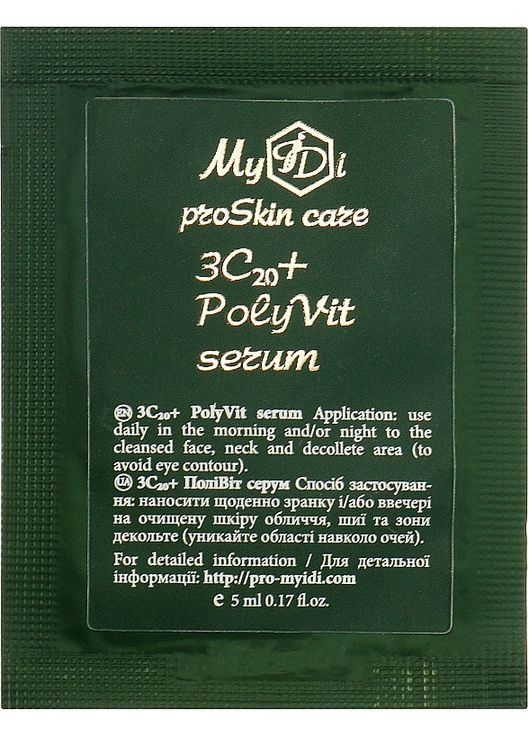 MyIDi
proSkin care
3C20+
PolyVit
serum
EN 3C20+ PolyVit serum Application: use
daily in the morning and/or night to the
cleansed face, neck and decollete area (to
avoid eye contour).
UA 3C20+ ПоліВіт серум Спосіб застосуван-
ня: наносити щоденно зранку і/або ввечері
на очищену шкіру обличчя, шиї та зони
декольте (уникайте області навколо очей).
For detailed information / Для детальної
інформації: http://pro-myidi.com
e 5 ml 0.17 fl.oz.